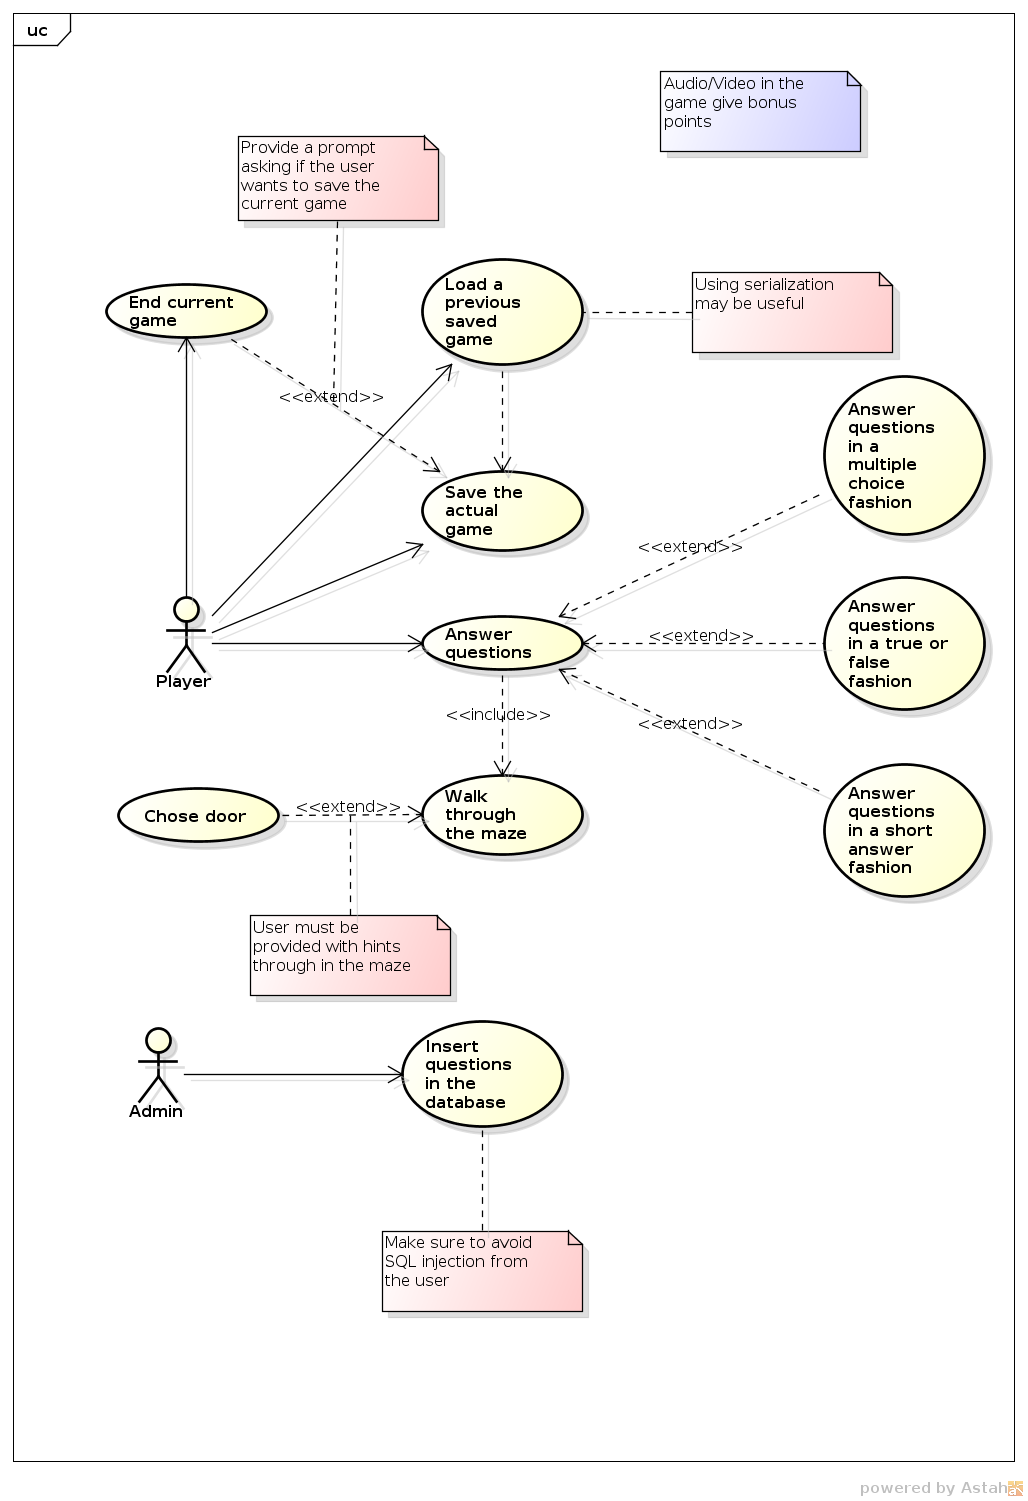 uc
Audio/Video in the
game give bonus
points
Provide a prompt
asking if the user
wants to save the
current game
End current
game
Load a
previous
saved
game
Using serialization
may be useful
<<extend>>
Save the
actual
game
Answer
questions
in a
multiple
choice
fashion
<<extend>>
Player
Answer
questions
<<extend>>
Answer
questions
in a true or
false
fashion
<<include>>
<<extend>>
Chose door
<<extend>>
Walk
through
the maze
Answer
questions
in a short
answer
fashion
User must be
provided with hints
through in the maze
Admin
Insert
questions
in the
database
Make sure to avoid
SQL injection from
the user
powered by Astah